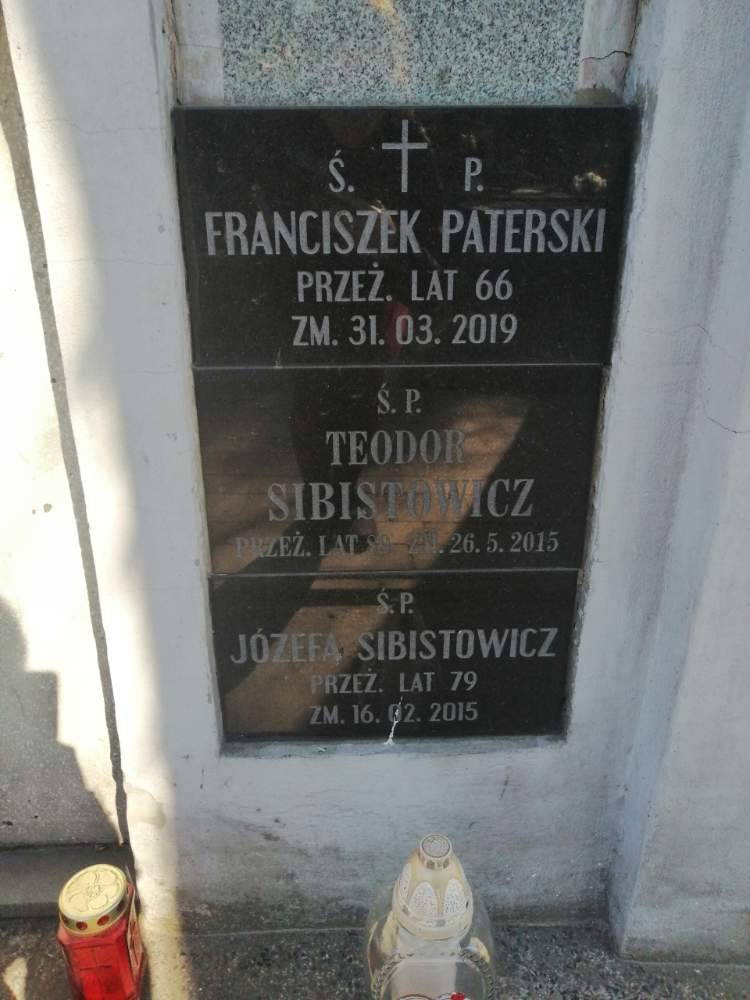 Ś. P.
FRANCISZEK PATERSKI
PRZEŻ. LAT 66
ZM. 31. 03. 2019
Ś. P.
TEODOR
SIBISTOWICZ
PRZEŻ. LAT ZM. 26. 5. 2015
Ś. P.
JÓZEFA SIBISTOWICZ
PRZEŻ. LAT 79
ZM. 16. 02. 2015